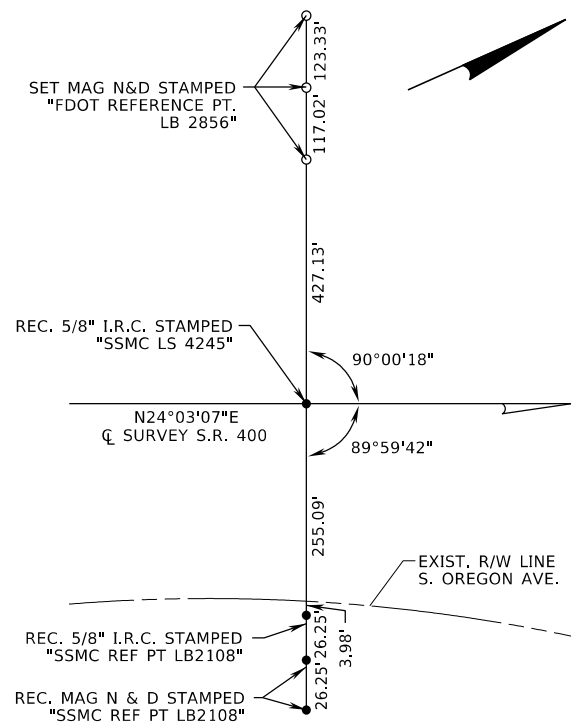 123.33'
SET MAG N&D STAMPED
"FDOT REFERENCE PT.
LB 2856"
117.02'
427.13'
REC. 5/8" I.R.C. STAMPED
"SSMC LS 4245"
90°00'18"
N24°03'07"E
℄ SURVEY S.R. 400
89°59'42"
255.09'
EXIST. R/W LINE
S. OREGON AVE.
REC. 5/8" I.R.C. STAMPED
"SSMC REF PT LB2108"
26.25'
3.98'
REC. MAG N & D STAMPED
"SSMC REF PT LB2108"
26.25'